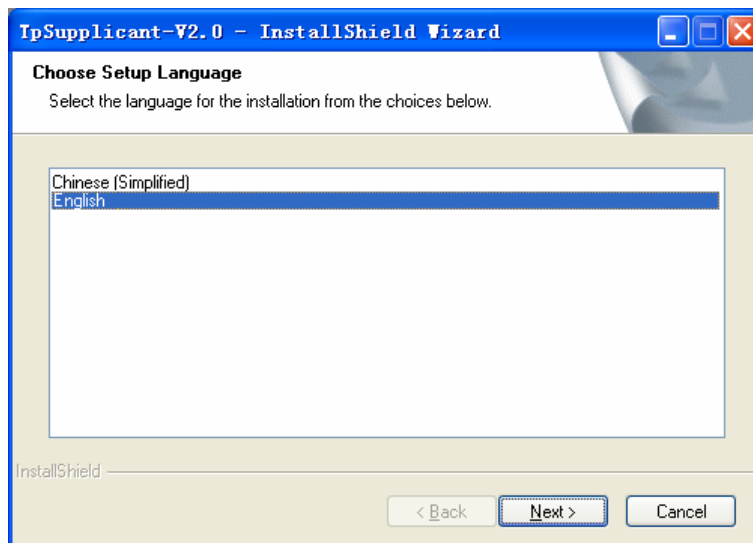 TpSupplicant-V2.0 - InstallShield Wizard
Choose Setup Language
Select the language for the installation from the choices below.
Chinese (Simplified)
English
InstallShield
< Back Next > Cancel